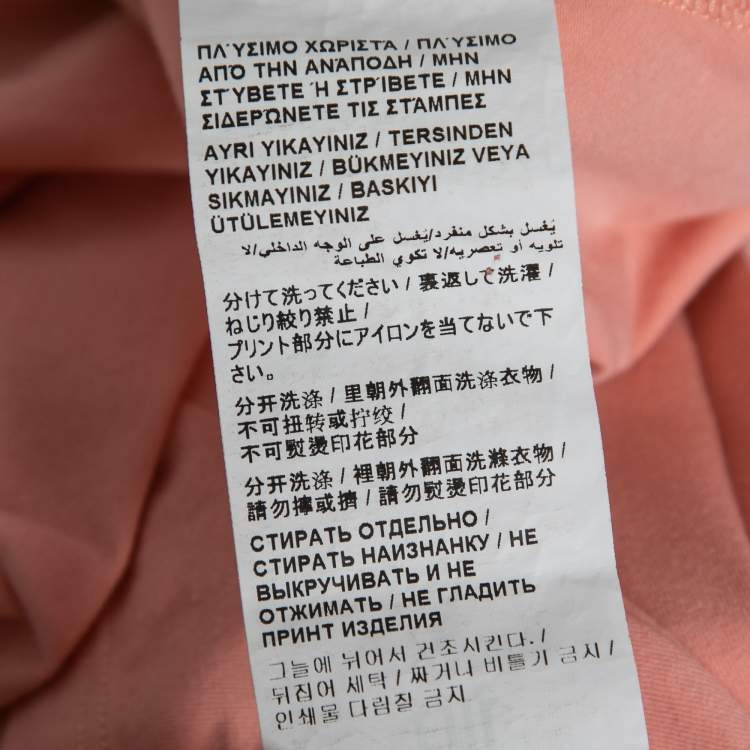 ΠΛΎΣΙΜΟ ΧΩΡΙΣΤΆ / ΠΛΎΣΙΜΟ
ΑΠΌ ΤΗΝ ΑΝΆΠΟΔΗ / ΜΗΝ
ΣΤΎΒΕΤΕ Ή ΣΤΡΊΒΕΤΕ / ΜΗΝ
ΣΙΔΕΡΏΝΕΤΕ ΤΙΣ ΣΤΆΜΠΕΣ
AYRI YIKAYINIZ / TERSINDEN
YIKAYINIZ / BÜKMEYINIZ VEYA
SIKMAYINIZ / BASKIYI
ÜTÜLEMEYINIZ
يُغسل بشكل منفرد/يُغسل على الوجه الداخلي/لا
تلويه أو تعصريه/لا تكوي الطباعة
分けて洗ってください / 裏返して洗濯 /
ねじり絞り禁止 /
プリント部分にアイロンを当てないで下
さい。
分开洗涤 / 里朝外翻面洗涤衣物 /
不可扭转或拧绞 /
不可熨燙印花部分
分开洗涤 / 裡朝外翻面洗滌衣物 /
請勿擰或擠 / 請勿熨燙印花部分
СТИРАТЬ ОТДЕЛЬНО /
СТИРАТЬ НАИЗНАНКУ / НЕ
ВЫКРУЧИВАТЬ И НЕ
ОТЖИМАТЬ / НЕ ГЛАДИТЬ
ПРИНТ ИЗДЕЛИЯ
그늘에 뉘어서 건조시킨다. /
뒤집어 세탁 / 짜거나 비틀기 금지 /
인쇄물 다림질 금지